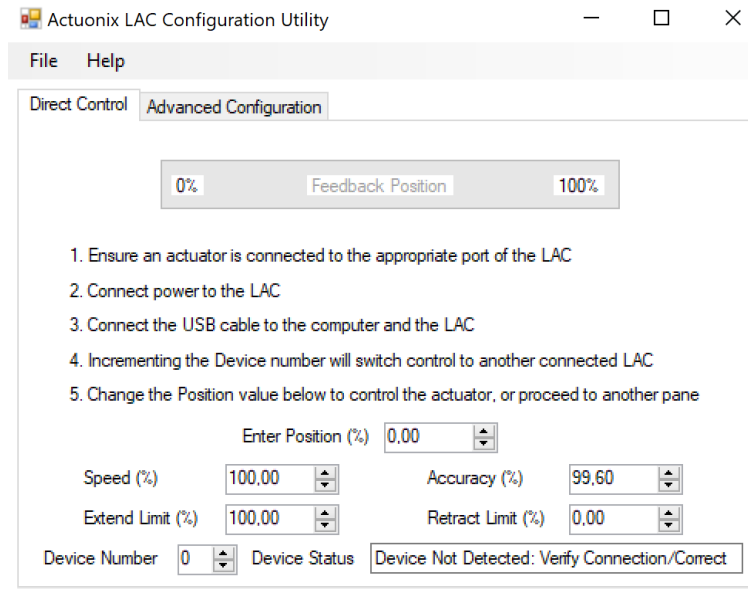 Actuonix LAC Configuration Utility
File Help
Direct Control Advanced Configuration
0% Feedback Position 100%
1. Ensure an actuator is connected to the appropriate port of the LAC
2. Connect power to the LAC
3. Connect the USB cable to the computer and the LAC
4. Incrementing the Device number will switch control to another connected LAC
5. Change the Position value below to control the actuator, or proceed to another pane
Enter Position (%) 0,00
Speed (%) 100,00 Accuracy (%) 99,60
Extend Limit (%) 100,00 Retract Limit (%) 0,00
Device Number 0 Device Status Device Not Detected: Verify Connection/Correct